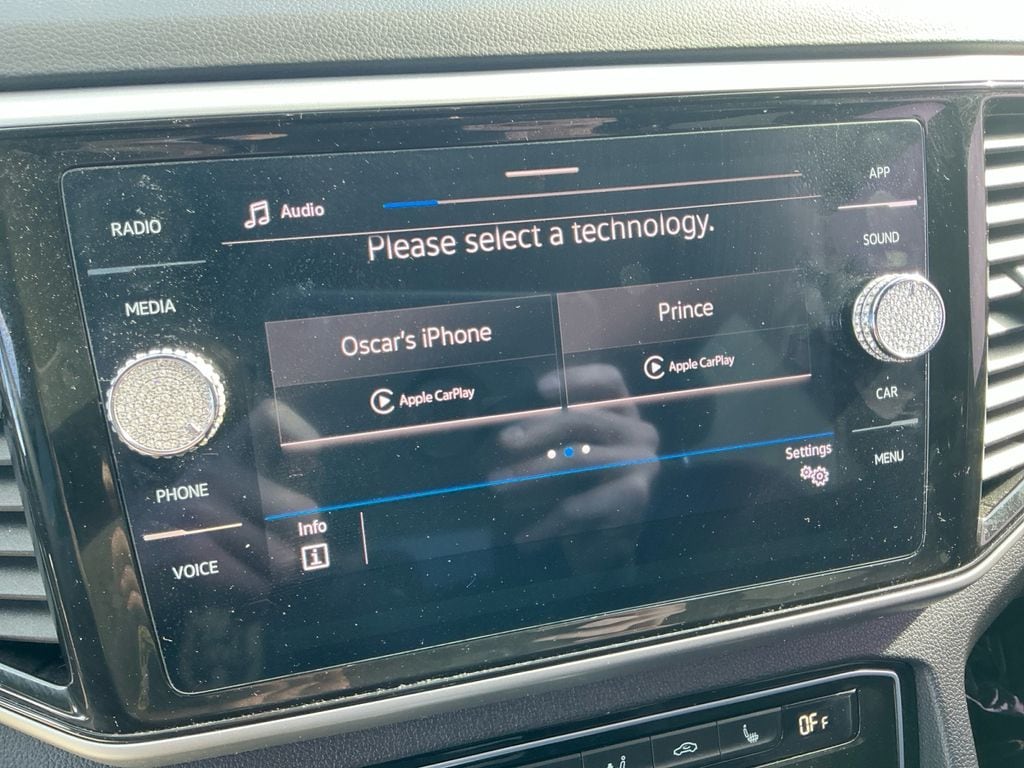 RADIO
MEDIA
PHONE
VOICE
Audio
Please select a technology.
Oscar's iPhone
Apple CarPlay
Prince
Apple CarPlay
Settings
Info
i
APP
SOUND
CAR
MENU
OFF